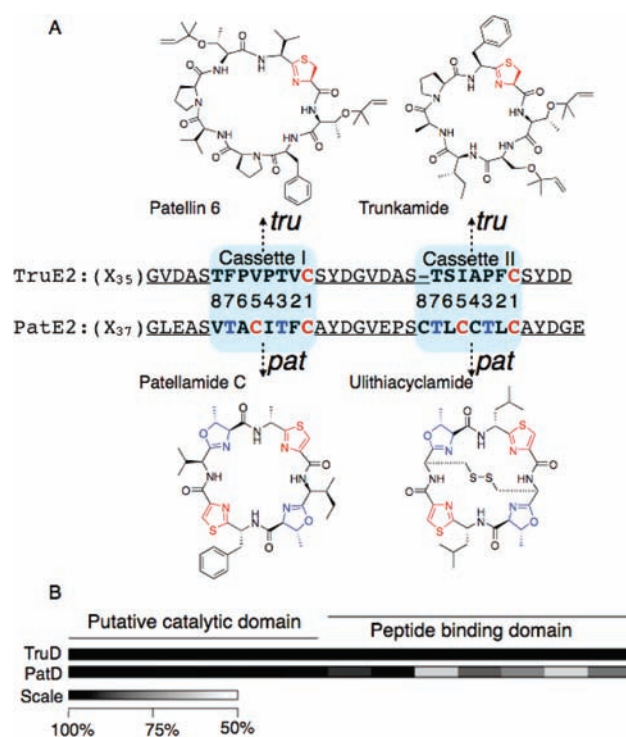 A
Patellin 6
Trunkamide
tru
tru
Cassette I
Cassette II
TruE2:(X35)GVDASTFPVPTVCSYDGVDAS-TSIAPFCSYDD
87654321
87654321
PatE2:(X37)GLEASVTACITFCAYDGVEPSCTLCCTLCAYDGE
pat
pat
Patellamide C
Ulithiacyclamide
B
Putative catalytic domain
Peptide binding domain
TruD
PatD
Scale
100%
75%
50%